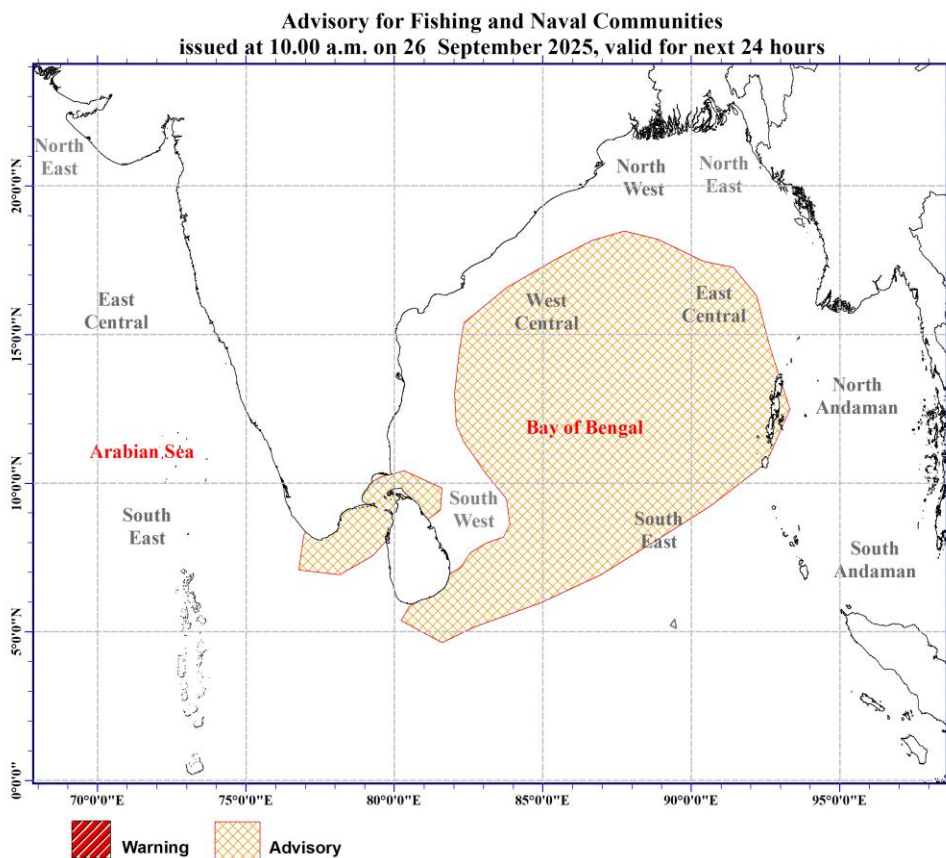 Advisory for Fishing and Naval Communities
issued at 10.00 a.m. on 26 September 2025, valid for next 24 hours
North
East
North
West
North
East
20°0'0"N
East
Central
West
Central
East
Central
15°0'0"N
North
Andaman
Bay of Bengal
Arabian Sea
10°0'0"N
South
East
South
West
South
East
South
Andaman
5°0'0"N
0°0'0"
70°0'0"E
75°0'0"E
80°0'0"E
85°0'0"E
90°0'0"E
95°0'0"E
Warning
Advisory